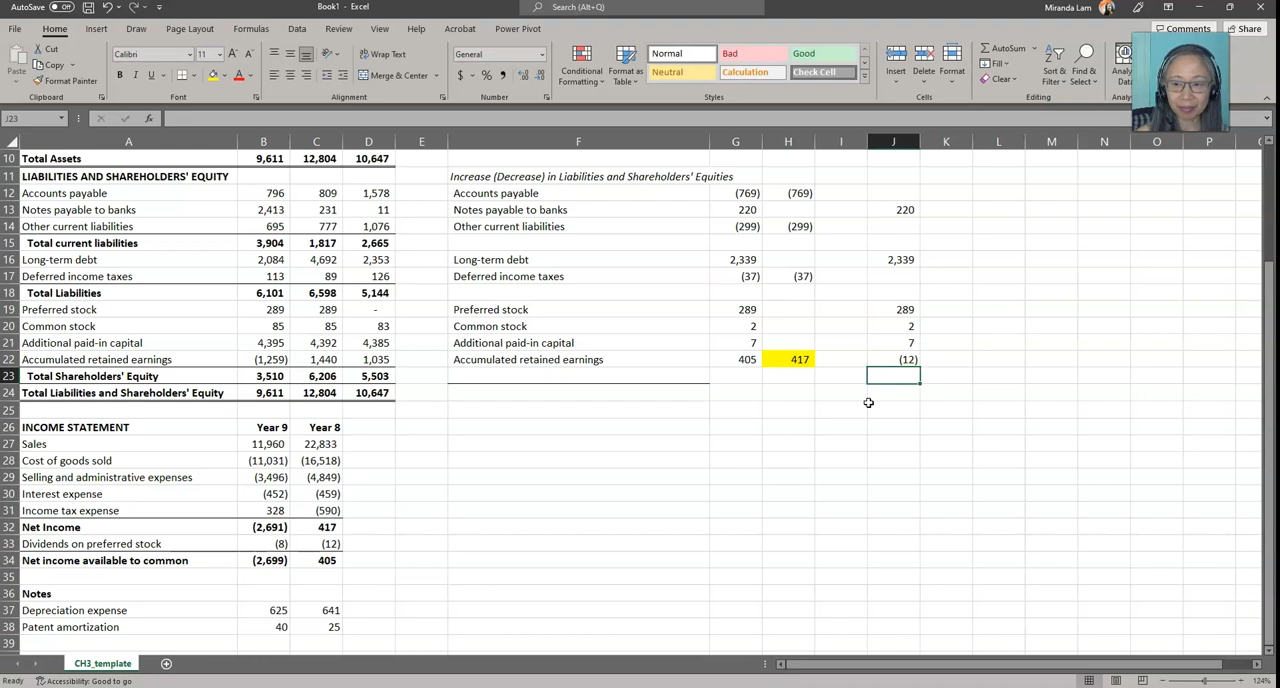 AutoSave Off Book1 - Excel Search (Alt+Q) Miranda Lam
File Home Insert Draw Page Layout Formulas Data Review View Help Acrobat Power Pivot Comments Share
Paste Cut Copy Format Painter
Calibri 11 B I U
Wrap Text Merge & Center
General $ %
Conditional Formatting Format as Table Normal Bad Good
Neutral Calculation Check Cell
Insert Delete Format
AutoSum Fill Clear Sort & Filter Find & Select
Clipboard Font Alignment Number Styles Cells Editing
J23 fx
A B C D E F G H I J K L M N O P
10 Total Assets 9,611 12,804 10,647
11 LIABILITIES AND SHAREHOLDERS' EQUITY Increase (Decrease) in Liabilities and Shareholders' Equities
12 Accounts payable 796 809 1,578 Accounts payable (769) (769)
13 Notes payable to banks 2,413 231 11 Notes payable to banks 220 220
14 Other current liabilities 695 777 1,076 Other current liabilities (299) (299)
15 Total current liabilities 3,904 1,817 2,665
16 Long-term debt 2,084 4,692 2,353 Long-term debt 2,339 2,339
17 Deferred income taxes 113 89 126 Deferred income taxes (37) (37)
18 Total Liabilities 6,101 6,598 5,144
19 Preferred stock 289 289 - Preferred stock 289 289
20 Common stock 85 85 83 Common stock 2 2
21 Additional paid-in capital 4,395 4,392 4,385 Additional paid-in capital 7 7
22 Accumulated retained earnings (1,259) 1,440 1,035 Accumulated retained earnings 405 417 (12)
23 Total Shareholders' Equity 3,510 6,206 5,503
24 Total Liabilities and Shareholders' Equity 9,611 12,804 10,647
25
26 INCOME STATEMENT Year 9 Year 8
27 Sales 11,960 22,833
28 Cost of goods sold (11,031) (16,518)
29 Selling and administrative expenses (3,496) (4,849)
30 Interest expense (452) (459)
31 Income tax expense 328 (590)
32 Net Income (2,691) 417
33 Dividends on preferred stock (8) (12)
34 Net income available to common (2,699) 405
35
36 Notes
37 Depreciation expense 625 641
38 Patent amortization 40 25
39
CH3_template
Ready Accessibility: Good to go 124%